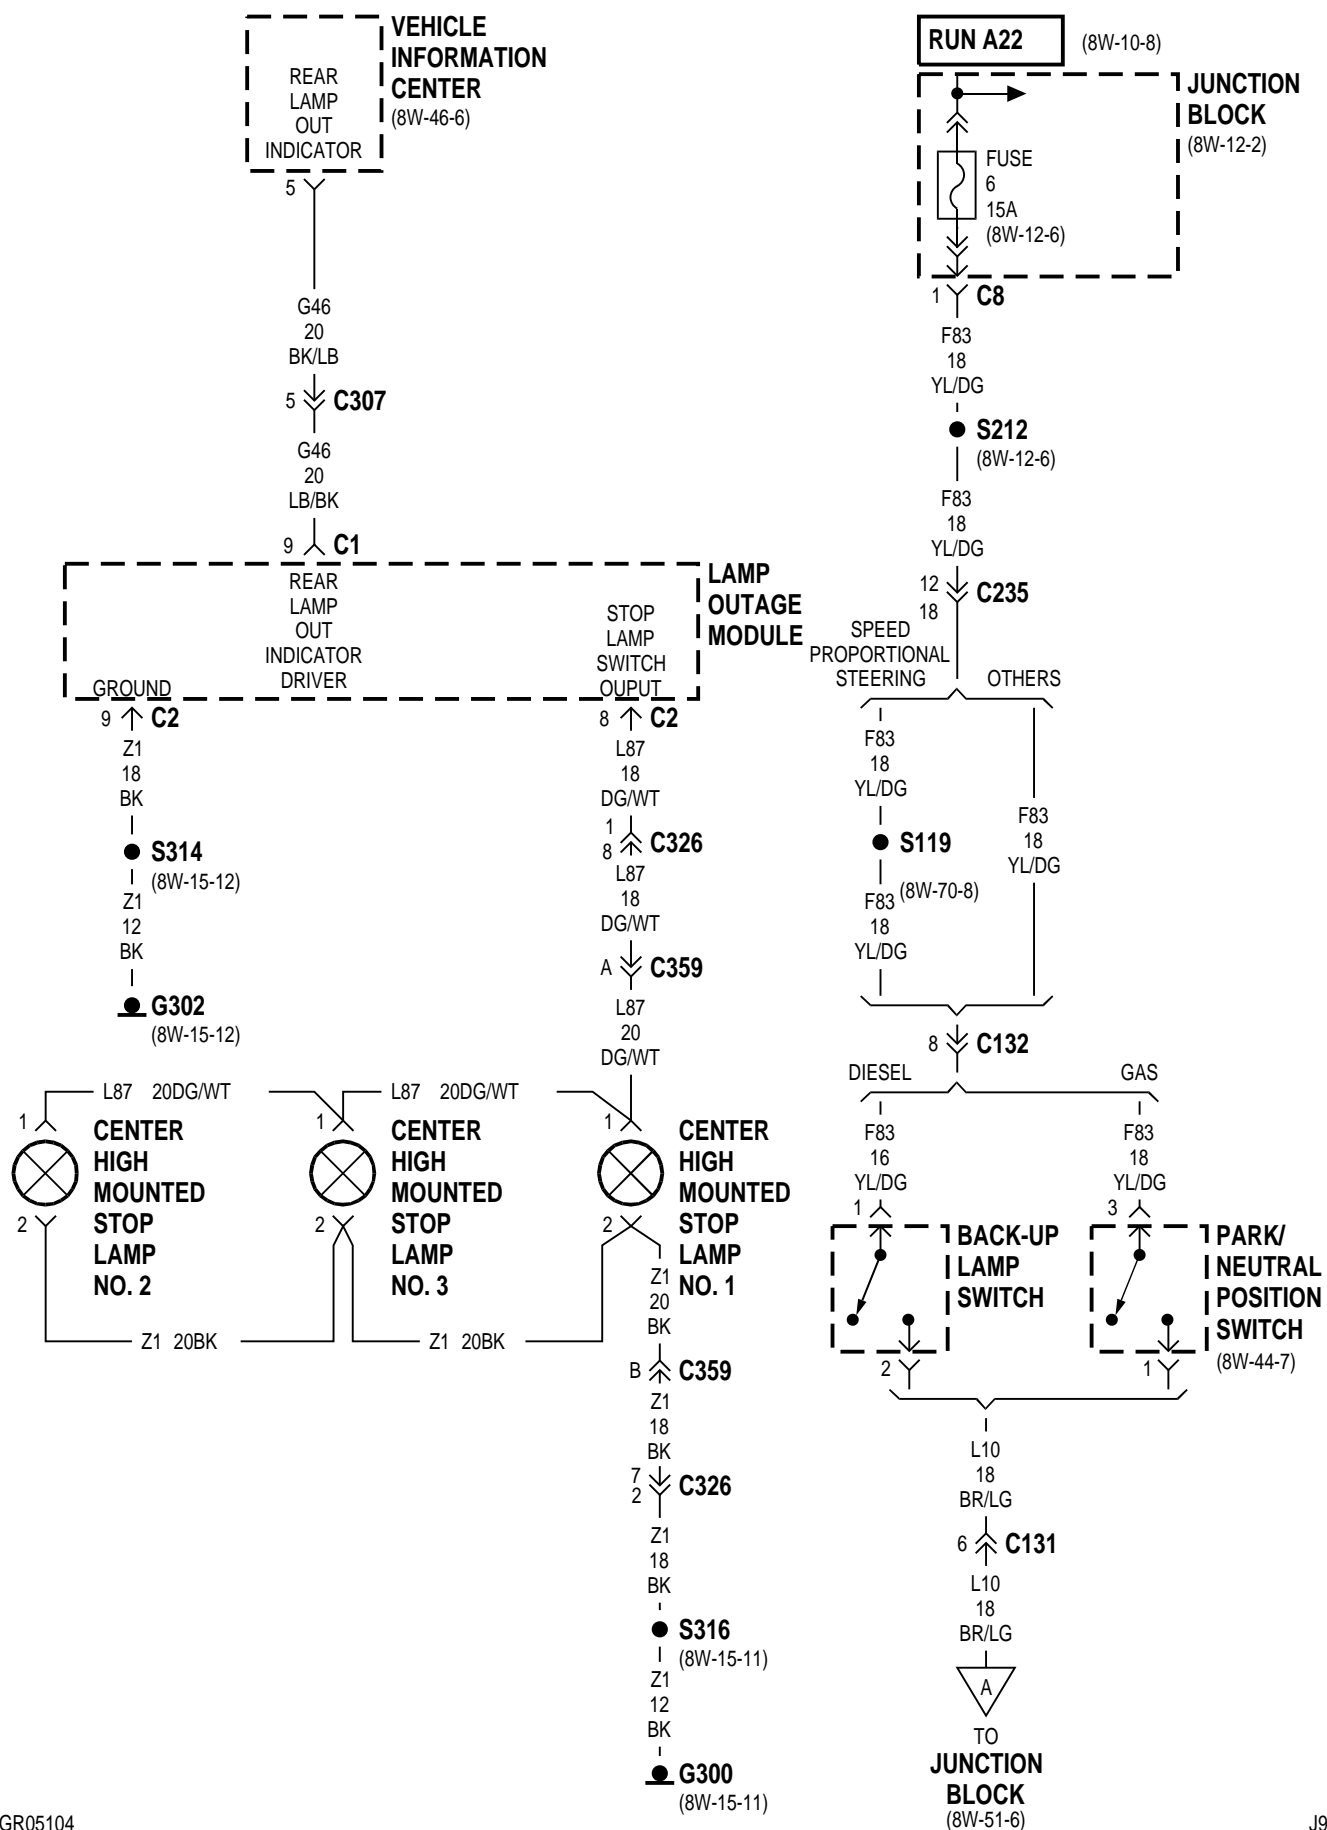 VEHICLE
INFORMATION
CENTER
(8W-46-6)
REAR
LAMP
OUT
INDICATOR
5
G46
20
BK/LB
5 C307
G46
20
LB/BK
9 C1
LAMP
OUTAGE
MODULE
REAR
LAMP
OUT
INDICATOR
DRIVER
STOP
LAMP
SWITCH
OUPUT
GROUND
9 C2
Z1
18
BK
S314
(8W-15-12)
Z1
12
BK
G302
(8W-15-12)
8 C2
L87
18
DG/WT
1
8 C326
L87
18
DG/WT
A C359
L87
20
DG/WT
L87 20DG/WT
L87 20DG/WT
1
CENTER
HIGH
MOUNTED
STOP
LAMP
NO. 2
2
1
CENTER
HIGH
MOUNTED
STOP
LAMP
NO. 3
2
1
CENTER
HIGH
MOUNTED
STOP
LAMP
NO. 1
2
Z1 20BK
Z1 20BK
Z1
20
BK
B C359
Z1
18
BK
7
2 C326
Z1
18
BK
S316
(8W-15-11)
Z1
12
BK
G300
(8W-15-11)
RUN A22
(8W-10-8)
JUNCTION
BLOCK
(8W-12-2)
FUSE
6
15A
(8W-12-6)
1 C8
F83
18
YL/DG
S212
(8W-12-6)
F83
18
YL/DG
12 C235
18
SPEED
PROPORTIONAL
STEERING
OTHERS
F83
18
YL/DG
S119
(8W-70-8)
F83
18
YL/DG
F83
18
YL/DG
8 C132
DIESEL
GAS
F83
16
YL/DG
1
BACK-UP
LAMP
SWITCH
2
F83
18
YL/DG
3
PARK/
NEUTRAL
POSITION
SWITCH
(8W-44-7)
1
L10
18
BR/LG
6 C131
L10
18
BR/LG
A
TO
JUNCTION
BLOCK
(8W-51-6)
GR05104
J9